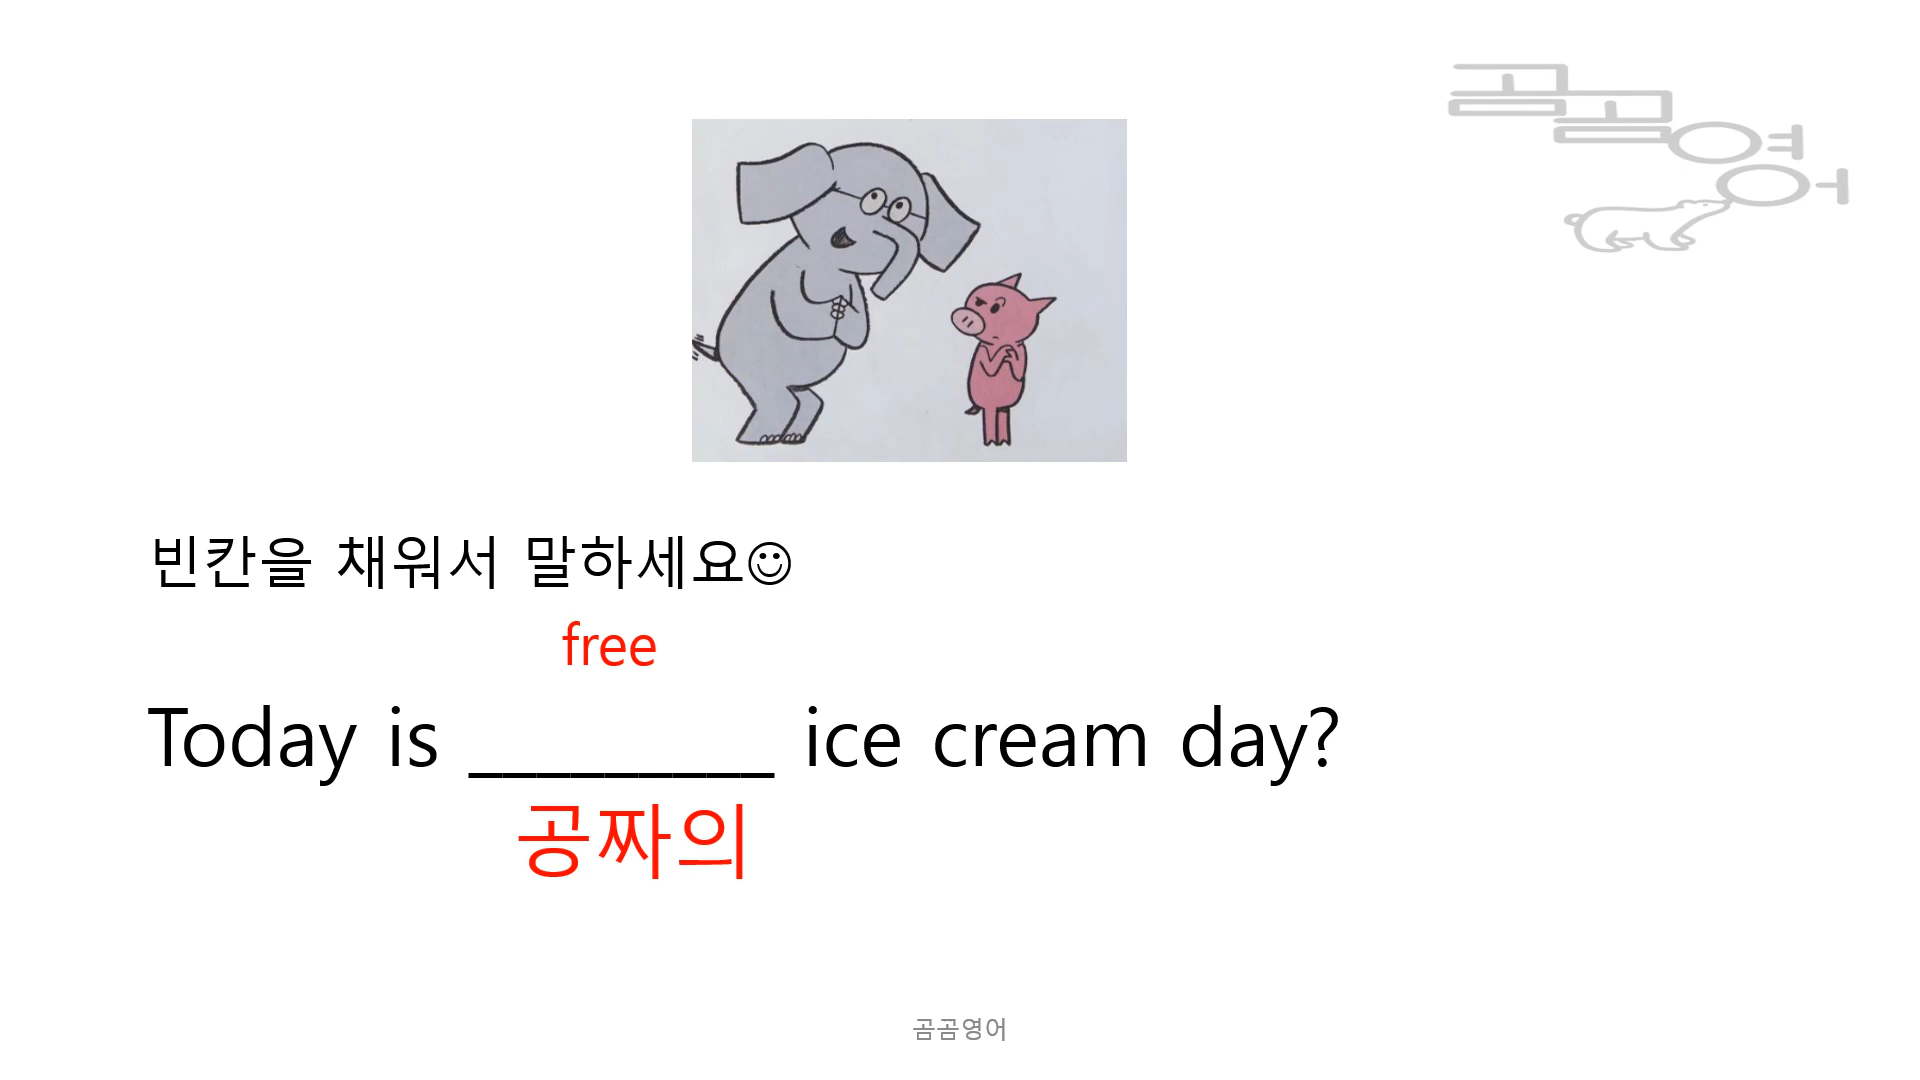 곰곰영어
빈칸을 채워서 말하세요☺
free
Today is _________ ice cream day?
공짜의
곰곰영어